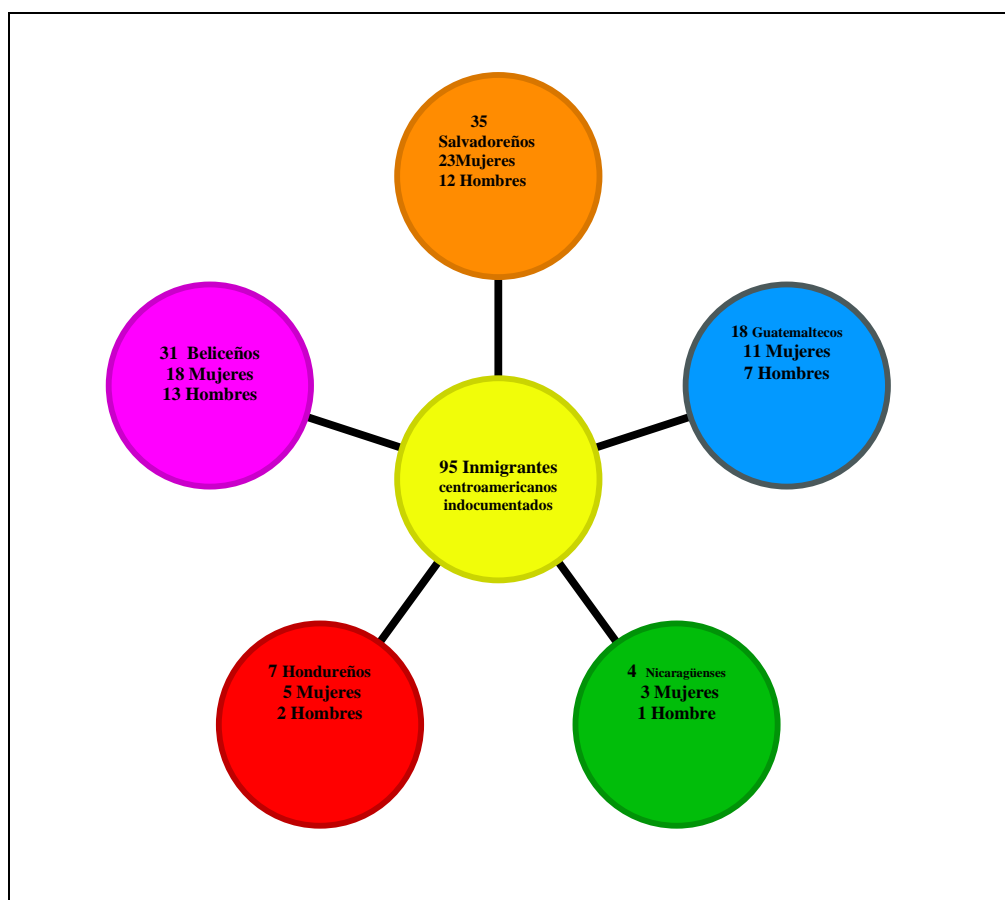 35
Salvadoreños
23Mujeres
12 Hombres
18 Guatemaltecos
11 Mujeres
7 Hombres
31 Beliceños
18 Mujeres
13 Hombres
95 Inmigrantes
centroamericanos
indocumentados
7 Hondureños
5 Mujeres
2 Hombres
4 Nicaragüenses
3 Mujeres
1 Hombre